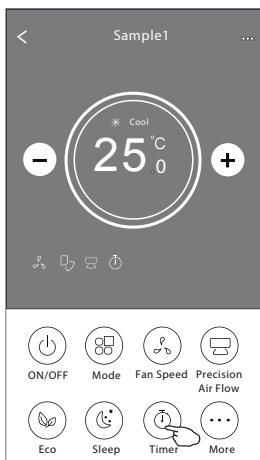 Sample1
Cool
25°C
.0
ON/OFF
Mode
Fan Speed
Precision
Air Flow
Eco
Sleep
Timer
More